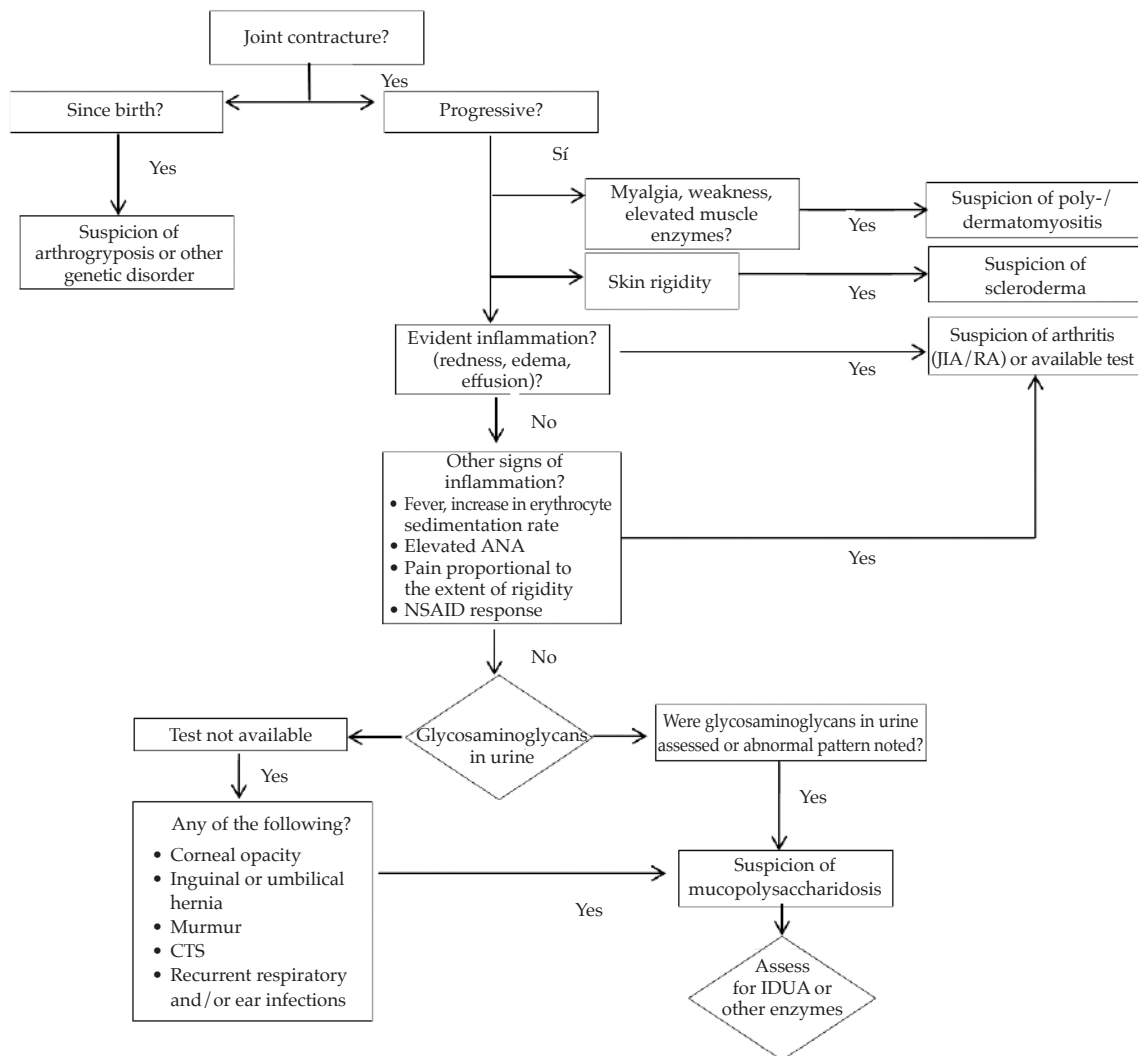 Joint contracture?
Yes
Since birth?
Progressive?
Yes
Sí
Suspicion of
arthrogryposis or other
genetic disorder
Myalgia, weakness,
elevated muscle
enzymes?
Yes
Suspicion of poly-/
dermatomyositis
Skin rigidity
Yes
Suspicion of
scleroderma
Evident inflammation?
(redness, edema,
effusion)?
Yes
Suspicion of arthritis
(JIA/RA) or available test
No
Other signs of
inflammation?
• Fever, increase in erythrocyte
sedimentation rate
• Elevated ANA
• Pain proportional to
the extent of rigidity
• NSAID response
Yes
No
Test not available
Glycosaminoglycans
in urine
Were glycosaminoglycans in urine
assessed or abnormal pattern noted?
Yes
Yes
Any of the following?
• Corneal opacity
• Inguinal or umbilical
hernia
• Murmur
• CTS
• Recurrent respiratory
and/or ear infections
Yes
Suspicion of
mucopolysaccharidosis
Assess
for IDUA or
other enzymes